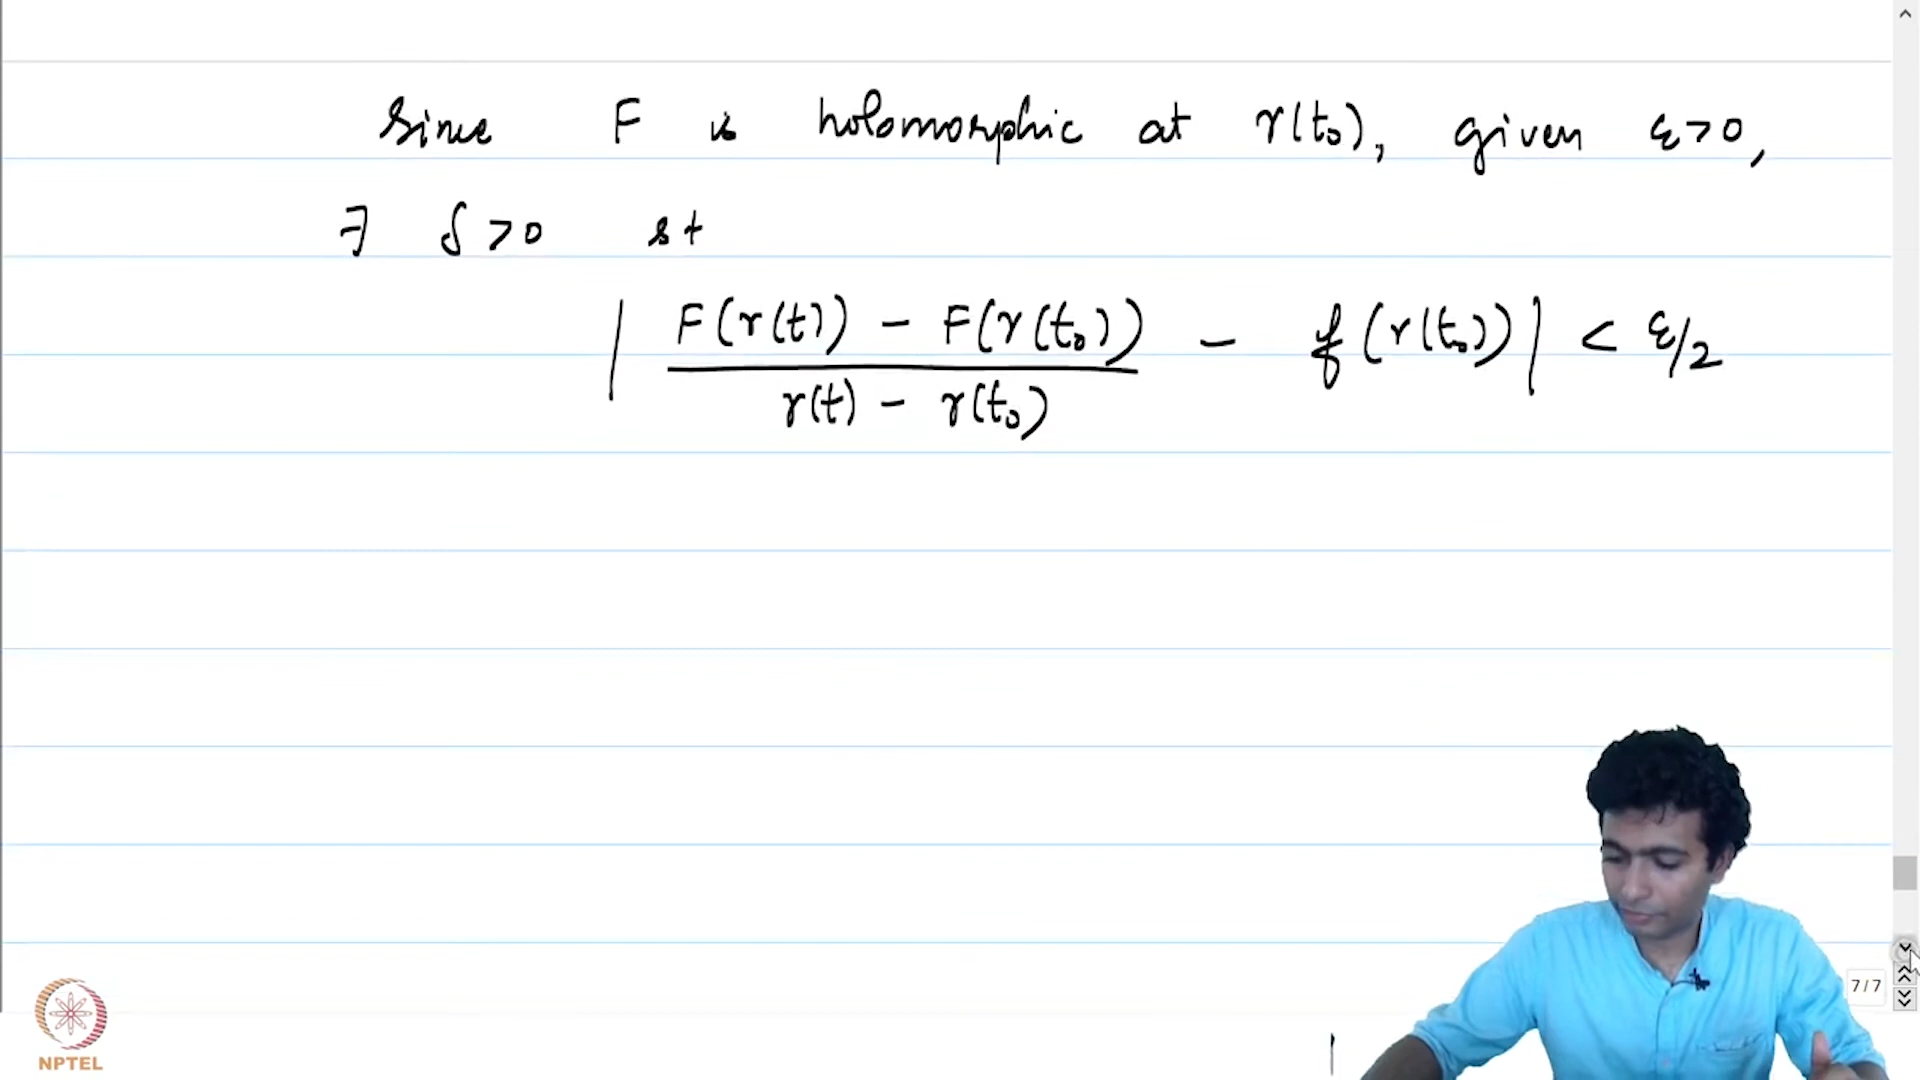 Since F is holomorphic at γ(t₀), given ε>0,
∃ δ>0 st
| F(γ(t)) - F(γ(t₀)) / γ(t) - γ(t₀) - f(γ(t₀)) | < ε/2
7/7
NPTEL